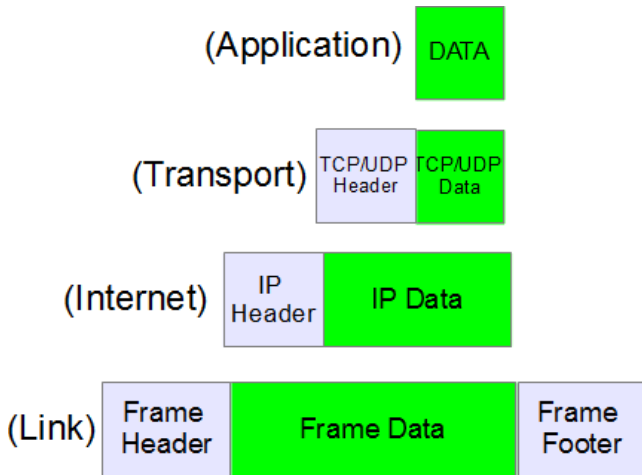 (Application) DATA
(Transport) TCP/UDP Header TCP/UDP Data
(Internet) IP Header IP Data
(Link) Frame Header Frame Data Frame Footer